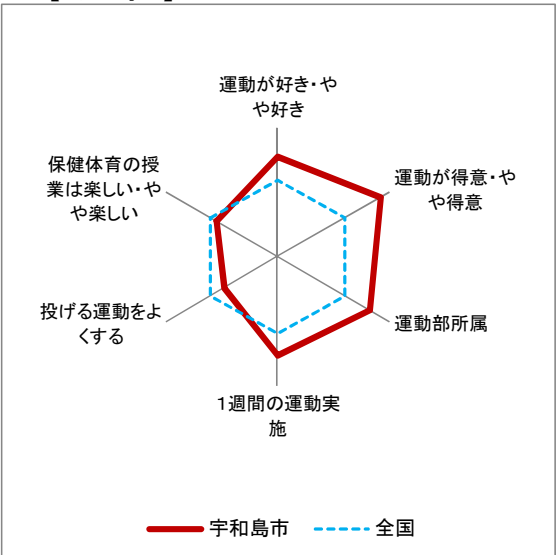 運動が好き・や
や好き
運動が得意・や
や得意
運動部所属
1週間の運動実
施
投げる運動をよ
くする
保健体育の授
業は楽しい・や
や楽しい
宇和島市
全国